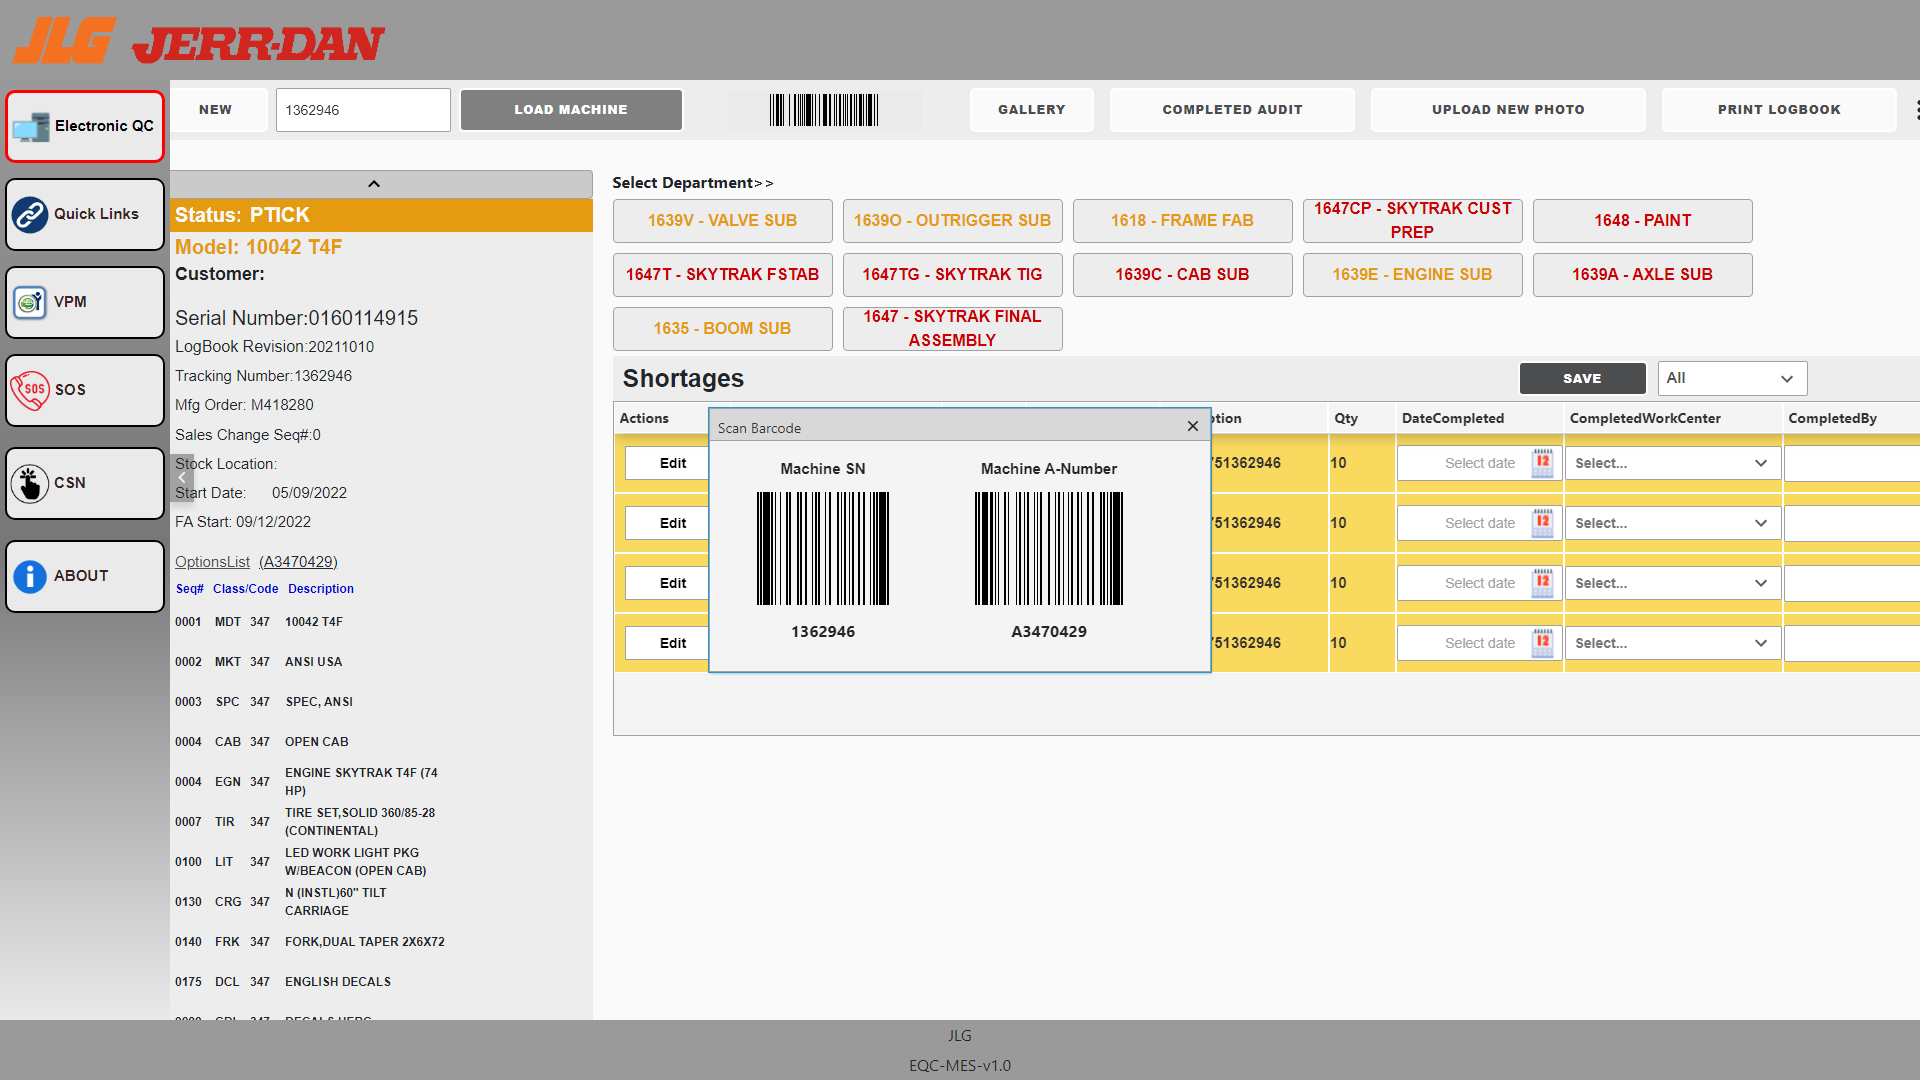 JLG JERR-DAN
Electronic QC
Quick Links
VPM
SOS
SOS
CSN
ABOUT
NEW
1362946
LOAD MACHINE
GALLERY
COMPLETED AUDIT
UPLOAD NEW PHOTO
PRINT LOGBOOK
Status: PTICK
Model: 10042 T4F
Customer:
Serial Number:0160114915
LogBook Revision:20211010
Tracking Number:1362946
Mfg Order: M418280
Sales Change Seq#:0
Stock Location:
Start Date: 05/09/2022
FA Start: 09/12/2022
OptionsList (A3470429)
Seq# Class/Code Description
0001 MDT 347 10042 T4F
0002 MKT 347 ANSI USA
0003 SPC 347 SPEC, ANSI
0004 CAB 347 OPEN CAB
0004 EGN 347 ENGINE SKYTRAK T4F (74
HP)
0007 TIR 347 TIRE SET,SOLID 360/85-28
(CONTINENTAL)
0100 LIT 347 LED WORK LIGHT PKG
W/BEACON (OPEN CAB)
0130 CRG 347 N (INSTL)60" TILT
CARRIAGE
0140 FRK 347 FORK,DUAL TAPER 2X6X72
0175 DCL 347 ENGLISH DECALS
Select Department>>
1639V - VALVE SUB
1639O - OUTRIGGER SUB
1618 - FRAME FAB
1647CP - SKYTRAK CUST
PREP
1648 - PAINT
1647T - SKYTRAK FSTAB
1647TG - SKYTRAK TIG
1639C - CAB SUB
1639E - ENGINE SUB
1639A - AXLE SUB
1635 - BOOM SUB
1647 - SKYTRAK FINAL
ASSEMBLY
Shortages
SAVE
All
Actions ption Qty DateCompleted CompletedWorkCenter CompletedBy
Edit 751362946 10 Select date 12 Select...
Edit 751362946 10 Select date 12 Select...
Edit 751362946 10 Select date 12 Select...
Edit 751362946 10 Select date 12 Select...
Scan Barcode
Machine SN
Machine A-Number
1362946
A3470429
JLG
EQC-MES-v1.0